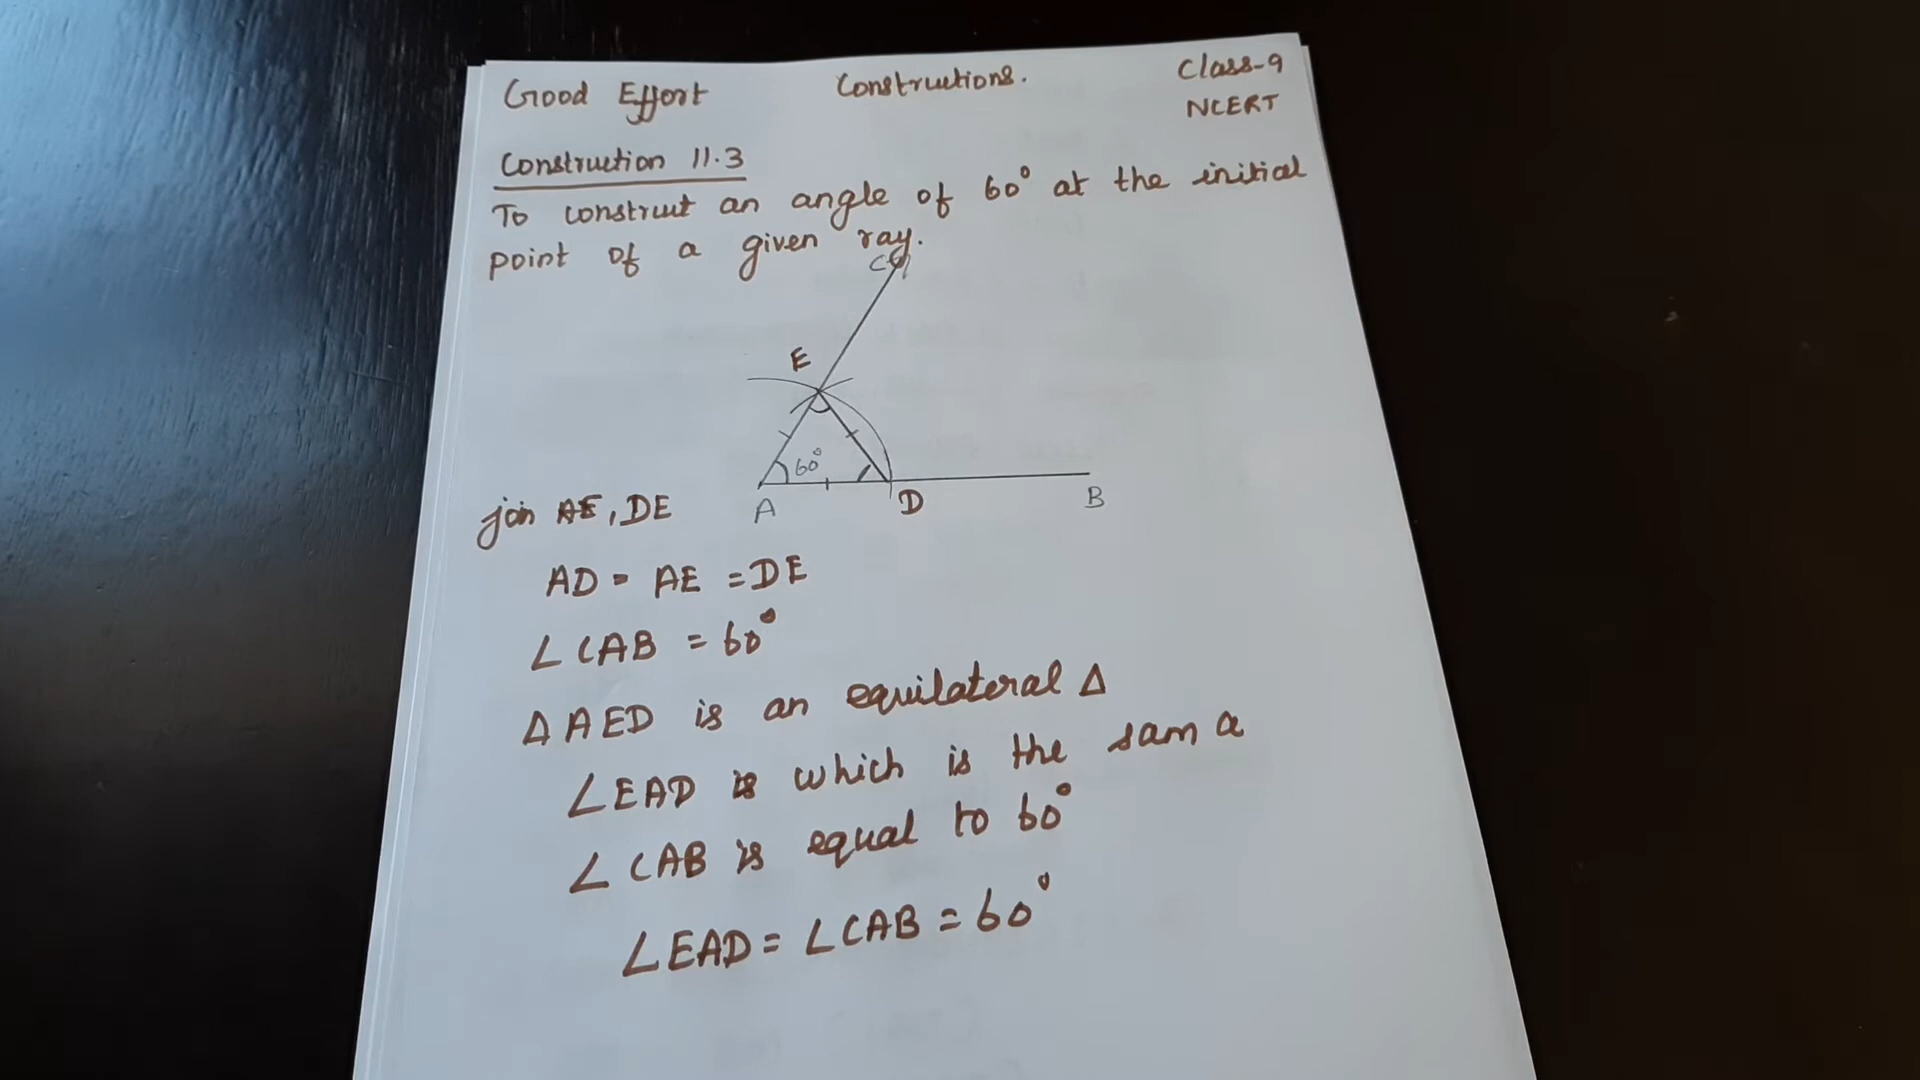 Good Effort Constructions. Class-9
NCERT
Construction 11.3
To construct an angle of 60° at the initial
point of a given ray.
C
E
60°
A D B
join AE, DE
AD = AE = DE
∠CAB = 60°
Δ AED is an equilateral Δ
∠EAD is which is the sam a
∠CAB is equal to 60°
∠EAD = ∠CAB = 60°